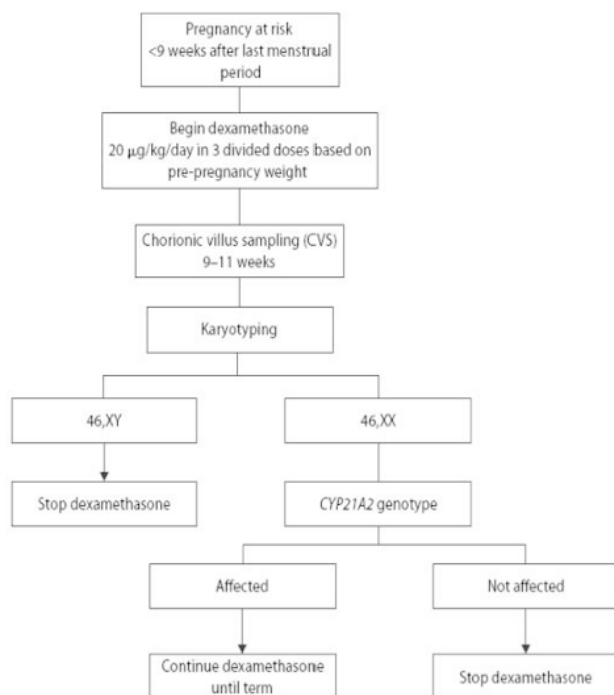 Pregnancy at risk
<9 weeks after last menstrual
period
Begin dexamethasone
20 μg/kg/day in 3 divided doses based on
pre-pregnancy weight
Chorionic villus sampling (CVS)
9–11 weeks
Karyotyping
46,XY
46,XX
Stop dexamethasone
CYP21A2 genotype
Affected
Not affected
Continue dexamethasone
until term
Stop dexamethasone